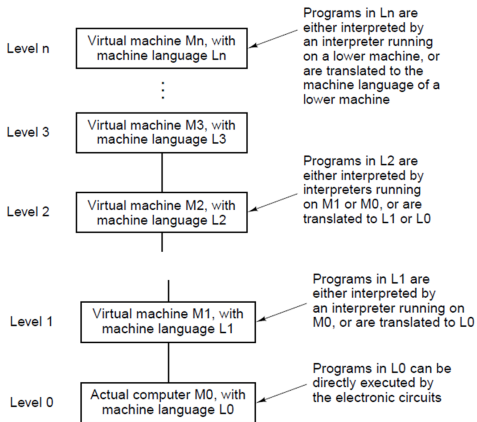 Programs in Ln are
either interpreted by
an interpreter running
on a lower machine, or
are translated to the
machine language of a
lower machine
Level n
Virtual machine Mn, with
machine language Ln
Level 3
Virtual machine M3, with
machine language L3
Programs in L2 are
either interpreted by
interpreters running
on M1 or M0, or are
translated to L1 or L0
Level 2
Virtual machine M2, with
machine language L2
Programs in L1 are
either interpreted by
an interpreter running on
M0, or are translated to L0
Level 1
Virtual machine M1, with
machine language L1
Programs in L0 can be
directly executed by
the electronic circuits
Level 0
Actual computer M0, with
machine language L0